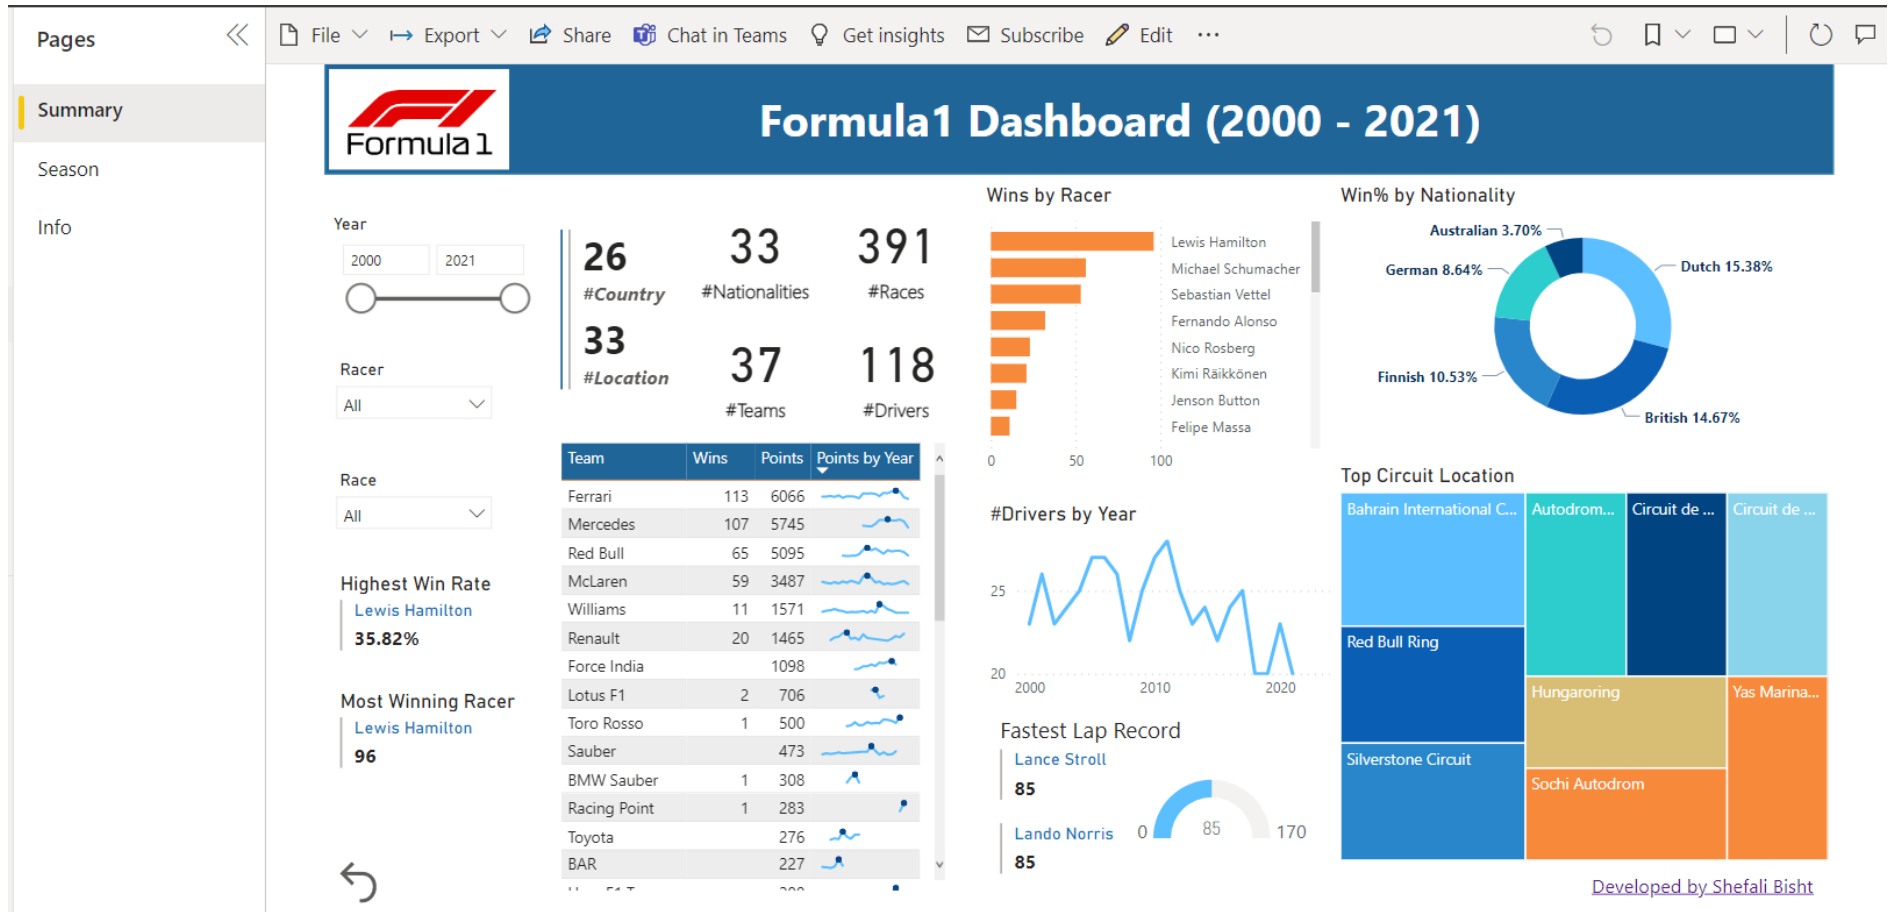 Pages
Summary
Season
Info
File
Export
Share
Chat in Teams
Get insights
Subscribe
Edit
Formula 1
Formula1 Dashboard (2000 - 2021)
Year
2000
2021
Racer
All
Race
All
Highest Win Rate
Lewis Hamilton
35.82%
Most Winning Racer
Lewis Hamilton
96
26
#Country
33
#Location
33
#Nationalities
391
#Races
37
#Teams
118
#Drivers
Team Wins Points Points by Year
Ferrari 113 6066
Mercedes 107 5745
Red Bull 65 5095
McLaren 59 3487
Williams 11 1571
Renault 20 1465
Force India 1098
Lotus F1 2 706
Toro Rosso 1 500
Sauber 473
BMW Sauber 1 308
Racing Point 1 283
Toyota 276
BAR 227
Wins by Racer
Lewis Hamilton
Michael Schumacher
Sebastian Vettel
Fernando Alonso
Nico Rosberg
Kimi Räikkönen
Jenson Button
Felipe Massa
0 50 100
#Drivers by Year
25
20
2000 2010 2020
Fastest Lap Record
Lance Stroll
85
Lando Norris
85
0 85 170
Win% by Nationality
Australian 3.70%
German 8.64%
Dutch 15.38%
Finnish 10.53%
British 14.67%
Top Circuit Location
Bahrain International C...
Autodrom...
Circuit de ...
Circuit de ...
Red Bull Ring
Hungaroring
Yas Marina...
Silverstone Circuit
Sochi Autodrom
Developed by Shefali Bisht